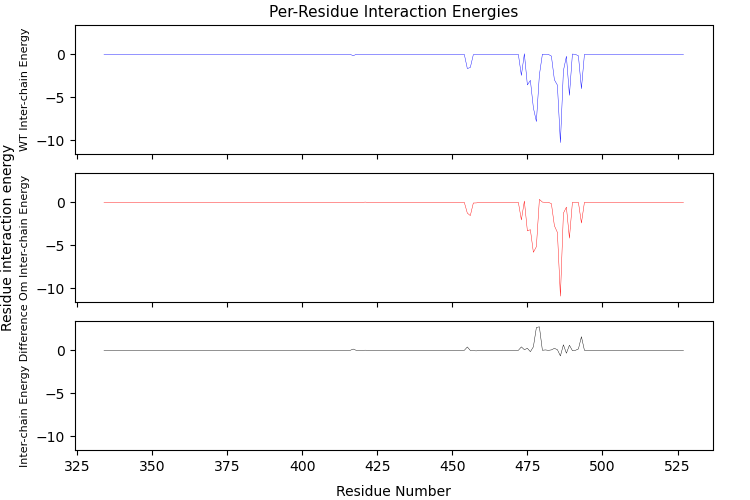 Per-Residue Interaction Energies
Residue interaction energy
WT Inter-chain Energy
0
−5
−10
Om Inter-chain Energy
0
−5
−10
Inter-chain Energy Difference
0
−5
−10
325 350 375 400 425 450 475 500 525
Residue Number